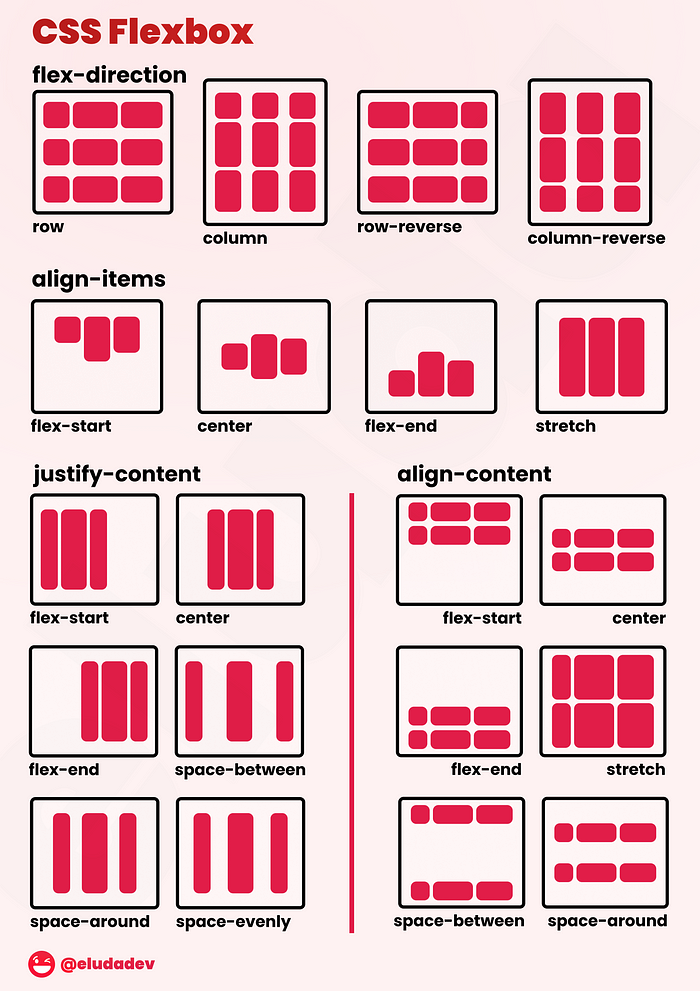 CSS Flexbox
flex-direction
row
column
row-reverse
column-reverse
align-items
flex-start
center
flex-end
stretch
justify-content
flex-start
center
flex-end
space-between
space-around
space-evenly
align-content
flex-start
center
flex-end
stretch
space-between
space-around
@eludadev